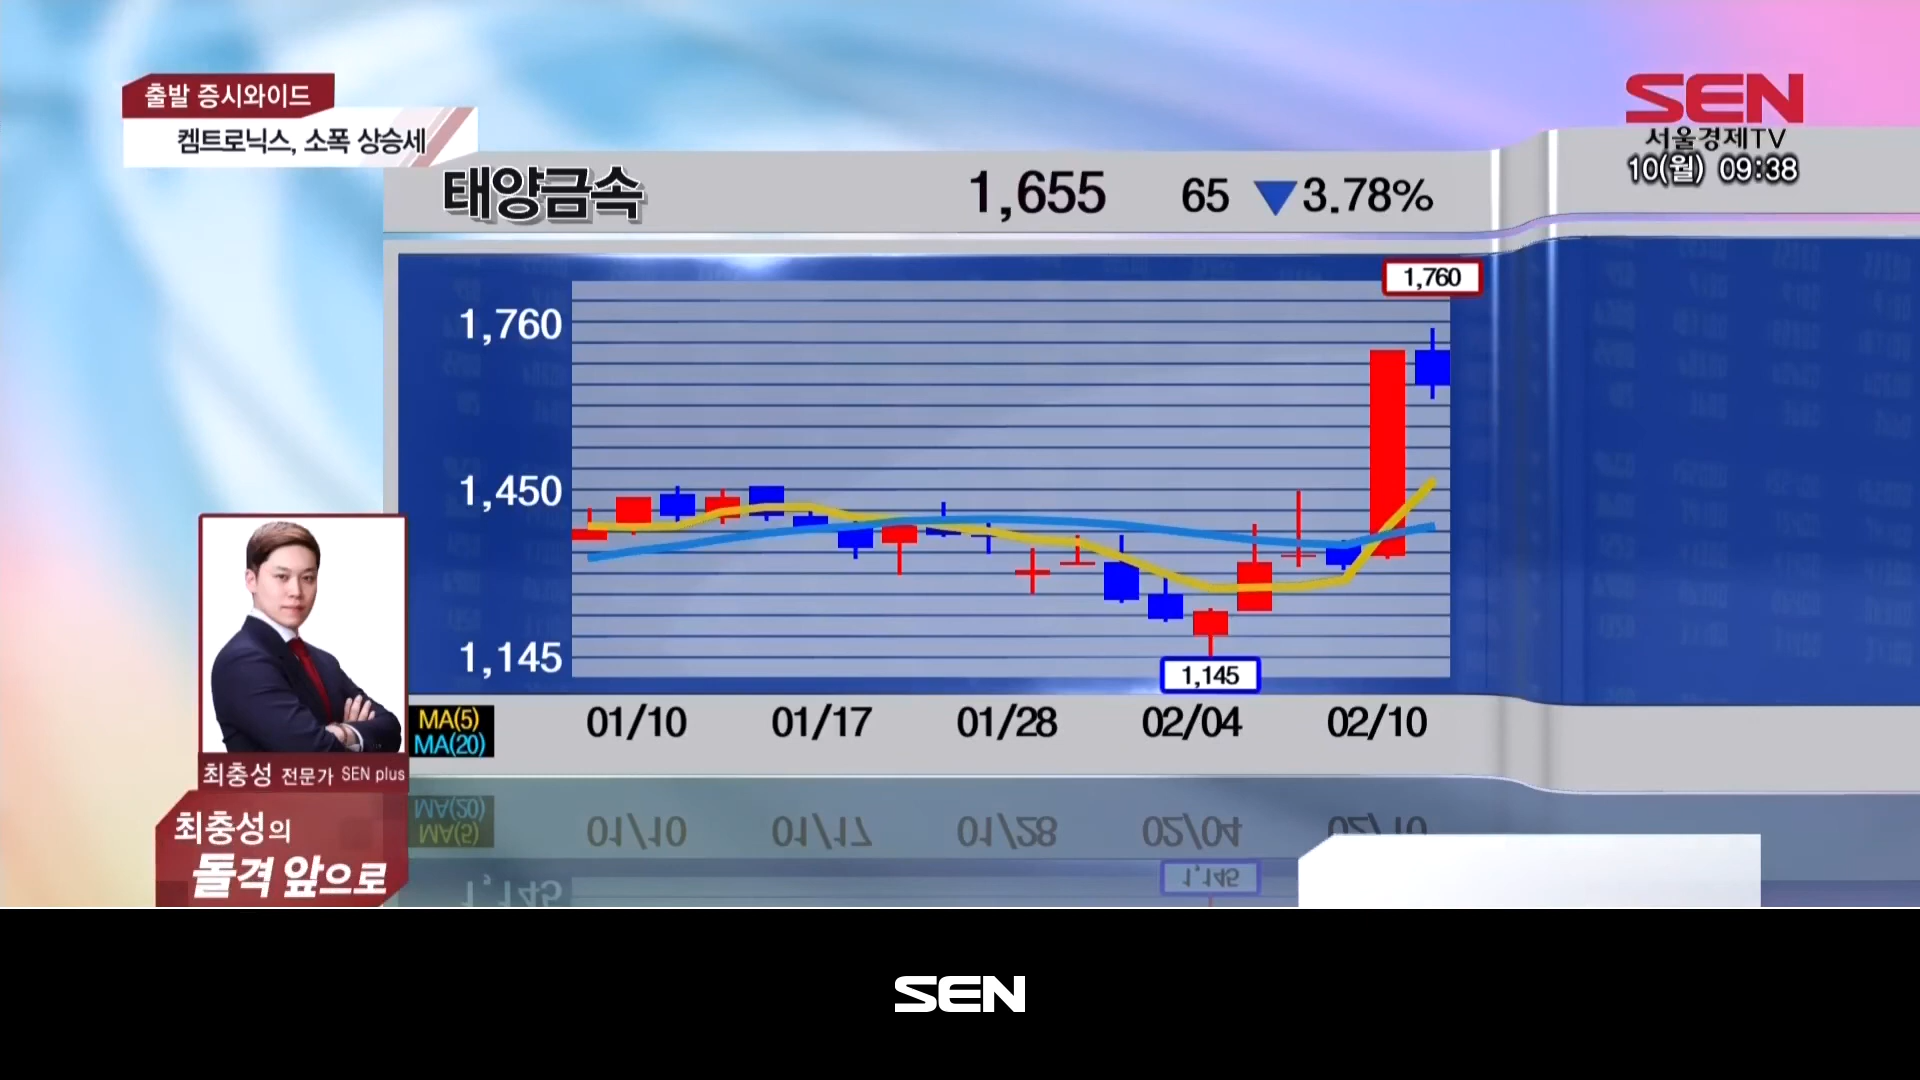 출발 증시와이드
켐트로닉스, 소폭 상승세
SEN
서울경제TV
10(월) 09:38
태양금속 1,655 65 ▼3.78%
1,760
1,760
1,450
1,145
1,145
MA(5)
MA(20)
01/10 01/17 01/28 02/04 02/10
최충성 전문가 SEN plus
최충성의
돌격 앞으로
SEN